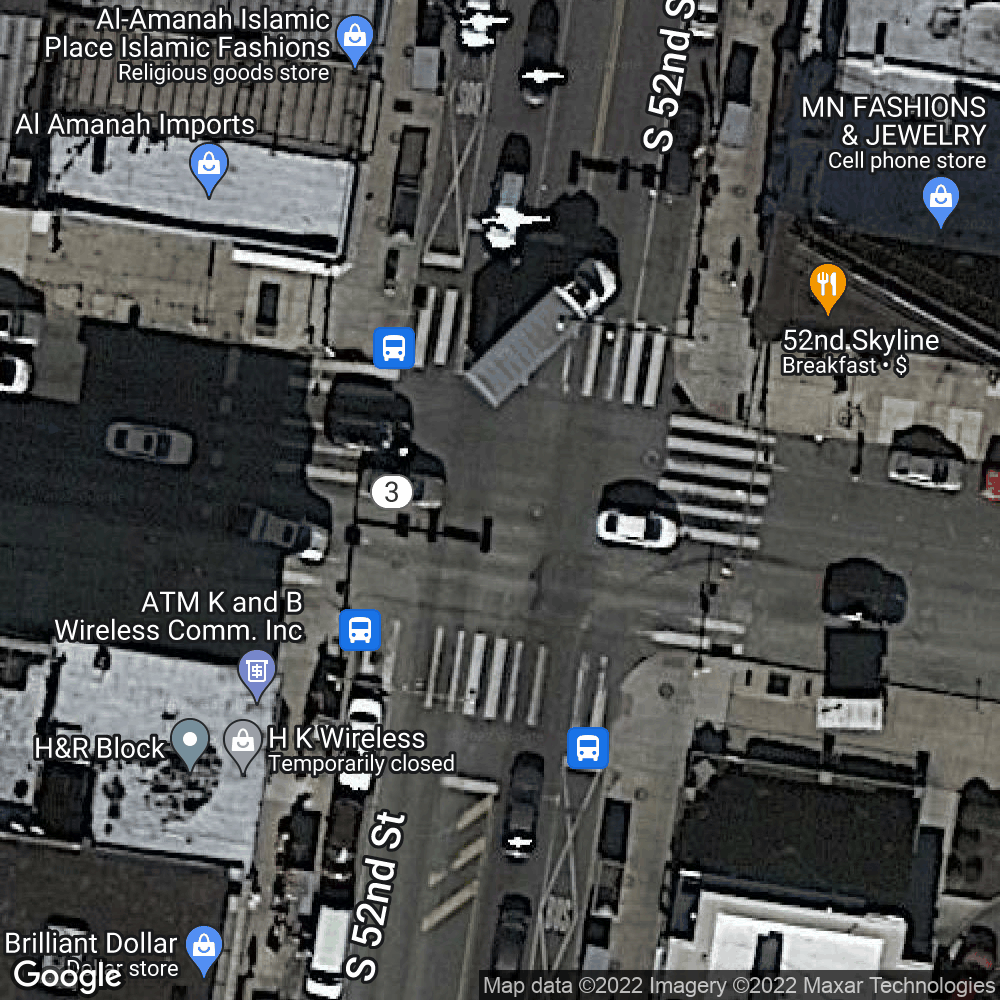 Al-Amanah Islamic
Place Islamic Fashions
Religious goods store
S 52nd S
Al Amanah Imports
MN FASHIONS
& JEWELRY
Cell phone store
52nd Skyline
Breakfast • $
3
ATM K and B
Wireless Comm. Inc
H&R Block
H K Wireless
Temporarily closed
S 52nd St
BUS
Brilliant Dollar
Dollar store
Google
Map data ©2022 Imagery ©2022 Maxar Technologies